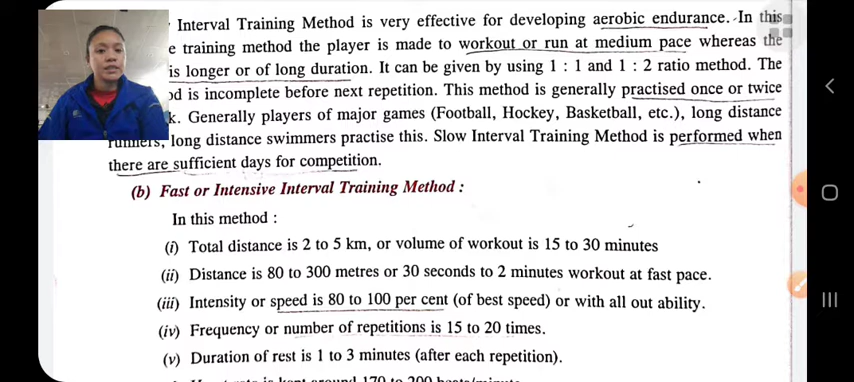 Interval Training Method is very effective for developing aerobic endurance. In this
e training method the player is made to workout or run at medium pace whereas the
is longer or of long duration. It can be given by using 1 : 1 and 1 : 2 ratio method. The
od is incomplete before next repetition. This method is generally practised once or twice
k. Generally players of major games (Football, Hockey, Basketball, etc.), long distance
runners, long distance swimmers practise this. Slow Interval Training Method is performed when
there are sufficient days for competition.
(b) Fast or Intensive Interval Training Method :
In this method :
(i) Total distance is 2 to 5 km, or volume of workout is 15 to 30 minutes
(ii) Distance is 80 to 300 metres or 30 seconds to 2 minutes workout at fast pace.
(iii) Intensity or speed is 80 to 100 per cent (of best speed) or with all out ability.
(iv) Frequency or number of repetitions is 15 to 20 times.
(v) Duration of rest is 1 to 3 minutes (after each repetition).
170 to 200 beats/minute